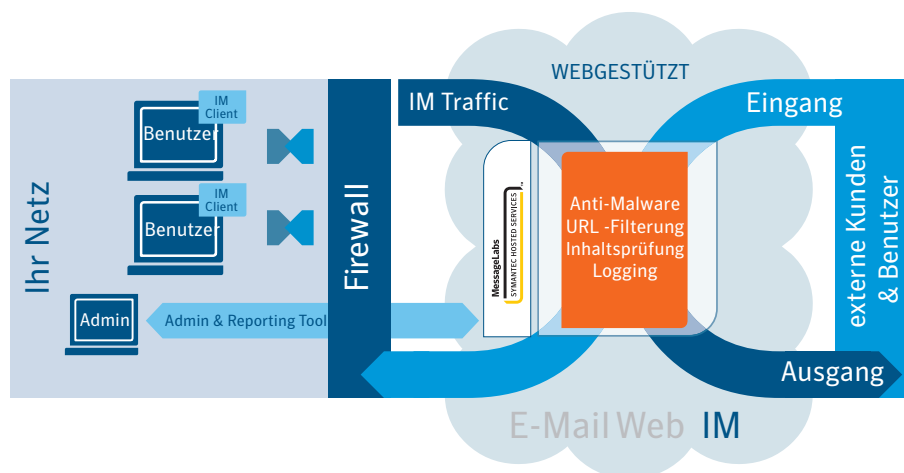 WEBGESTÜTZT
IM Traffic
Eingang
IM
Client
Benutzer
IM
Client
Benutzer
Ihr Netz
Firewall
MessageLabs
SYMANTEC HOSTED SERVICES™
Anti-Malware
URL -Filterung
Inhaltsprüfung
Logging
externe Kunden
& Benutzer
Admin
Admin & Reporting Tool
Ausgang
E-Mail Web IM